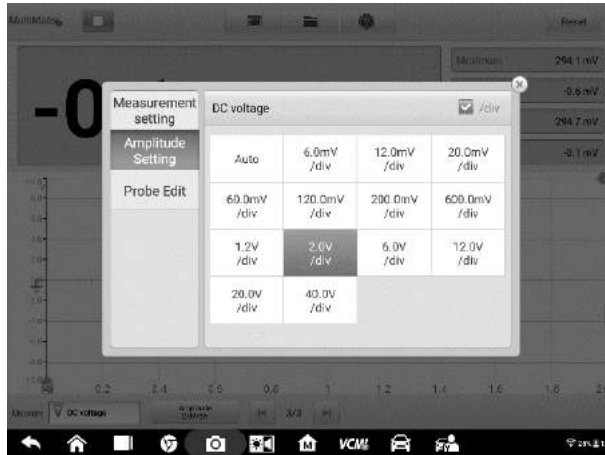 MultiMeter
Reset
Maximum 294.1 mV
-0.6 mV
294.7 mV
-0.1 mV
-0
Measurement
setting
Amplitude
Setting
Probe Edit
DC voltage
/div
Auto
6.0mV
/div
12.0mV
/div
20.0mV
/div
60.0mV
/div
120.0mV
/div
200.0mV
/div
600.0mV
/div
1.2V
/div
2.0V
/div
6.0V
/div
12.0V
/div
20.0V
/div
40.0V
/div
0.2 0.4 0.6 0.8 1 1.2 1.4 1.6 1.8 2
Measure DC voltage
Amplitude
3/3
M VCMI